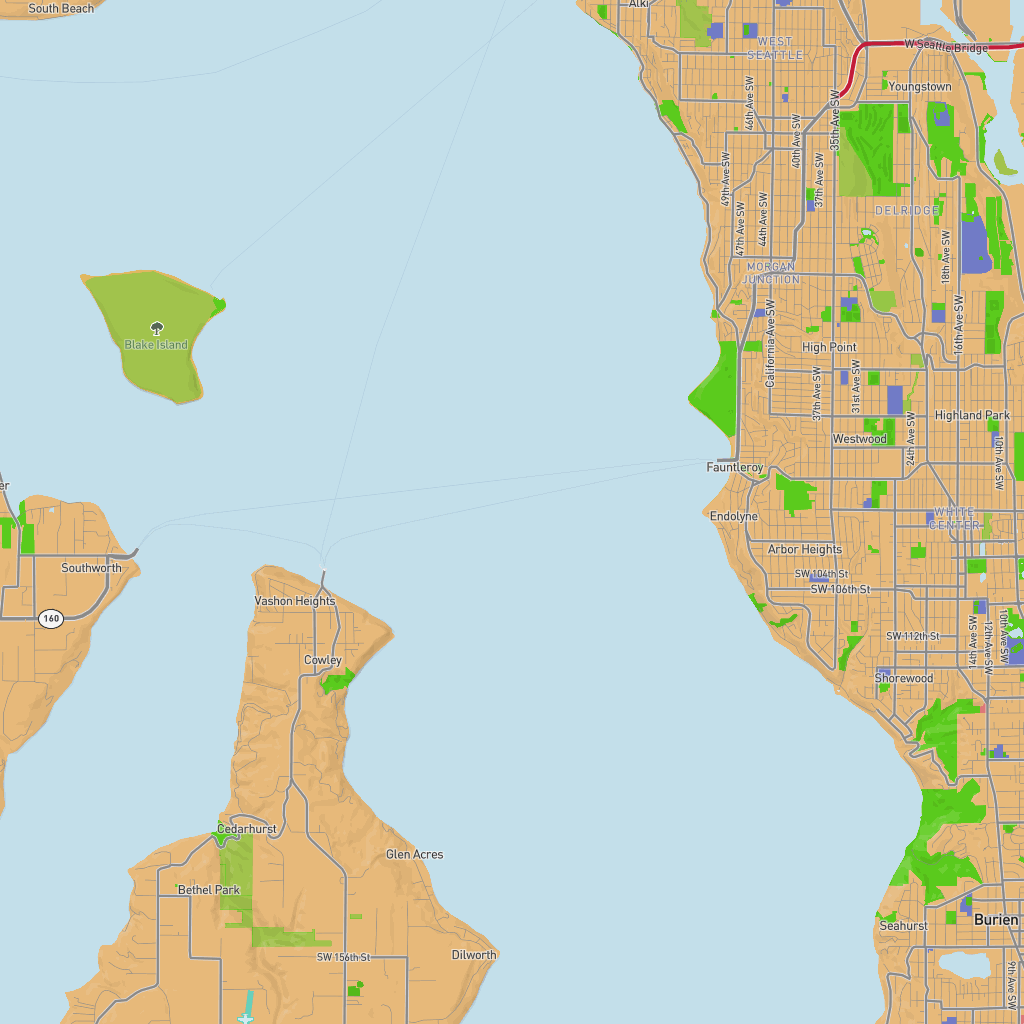 South Beach
Alki
WEST
SEATTLE
W Seattle Bridge
Youngstown
46th Ave SW
35th Ave SW
40th Ave SW
49th Ave SW
37th Ave SW
44th Ave SW
47th Ave SW
DELRIDGE
18th Ave SW
MORGAN
JUNCTION
16th Ave SW
California Ave SW
Blake Island
High Point
37th Ave SW
31st Ave SW
24th Ave SW
Highland Park
Westwood
10th Ave SW
Fauntleroy
er
Endolyne
WHITE
CENTER
Arbor Heights
Southworth
SW 104th St
SW 106th St
Vashon Heights
160
SW 112th St
14th Ave SW
12th Ave SW
10th Ave SW
Cowley
Shorewood
Cedarhurst
Glen Acres
Bethel Park
Burien
Seahurst
Dilworth
SW 156th St
9th Ave SW